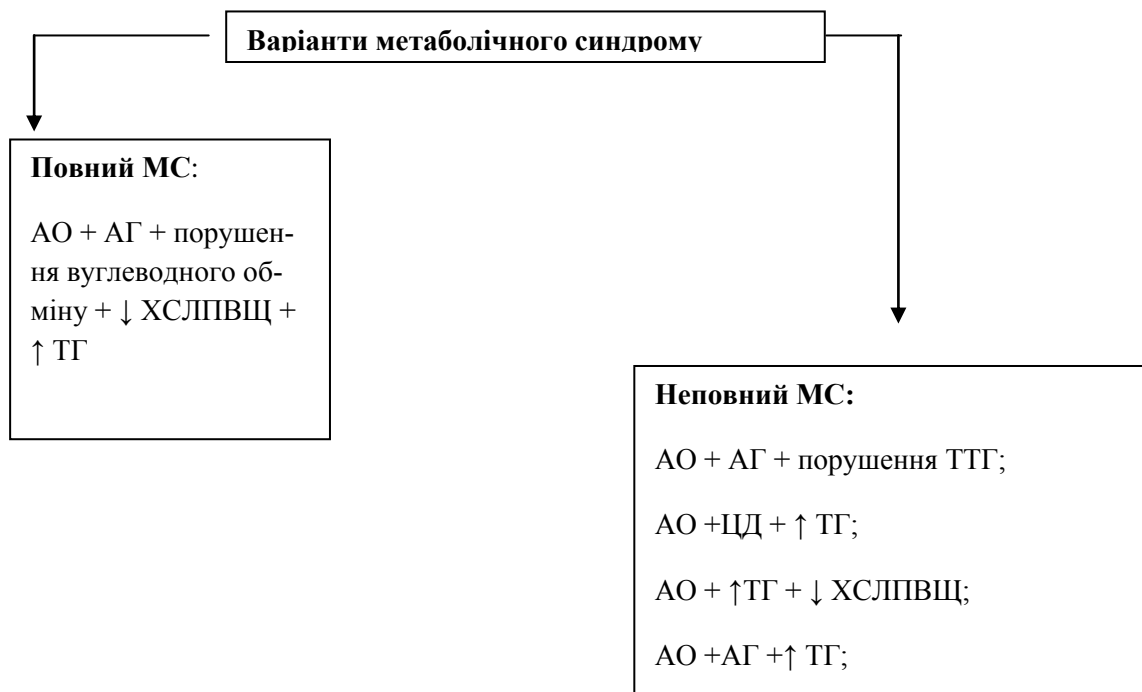 Варіанти метаболічного синдрому
Повний МС:
АО + АГ + порушен-
ня вуглеводного об-
міну + ↓ ХСЛПВЩ +
↑ ТГ
Неповний МС:
АО + АГ + порушення ТТГ;
АО +ЦД + ↑ ТГ;
АО + ↑ТГ + ↓ ХСЛПВЩ;
АО +АГ +↑ ТГ;